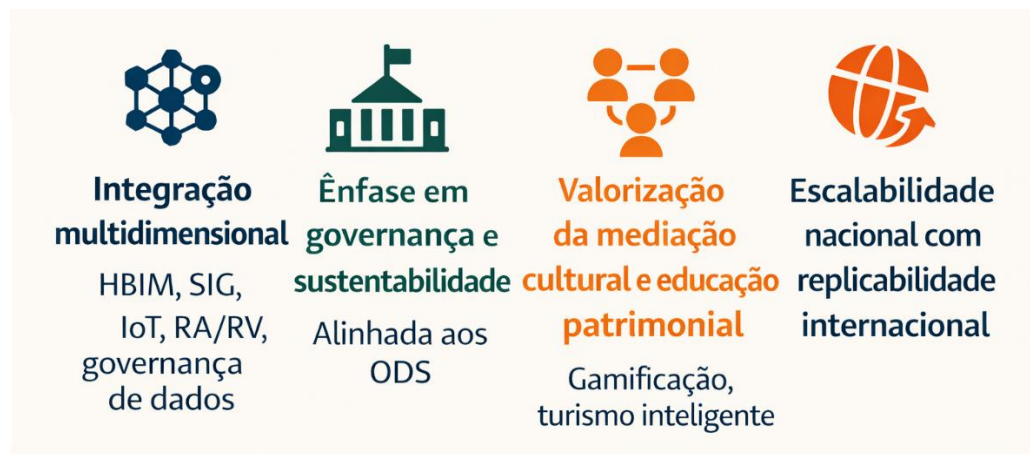 Integração
multidimensional
HBIM, SIG,
IoT, RA/RV,
governança
de dados
Ênfase em
governança e
sustentabilidade
Alinhada aos
ODS
Valorização
da mediação
cultural e educação
patrimonial
Gamificação,
turismo inteligente
Escalabilidade
nacional com
replicabilidade
internacional